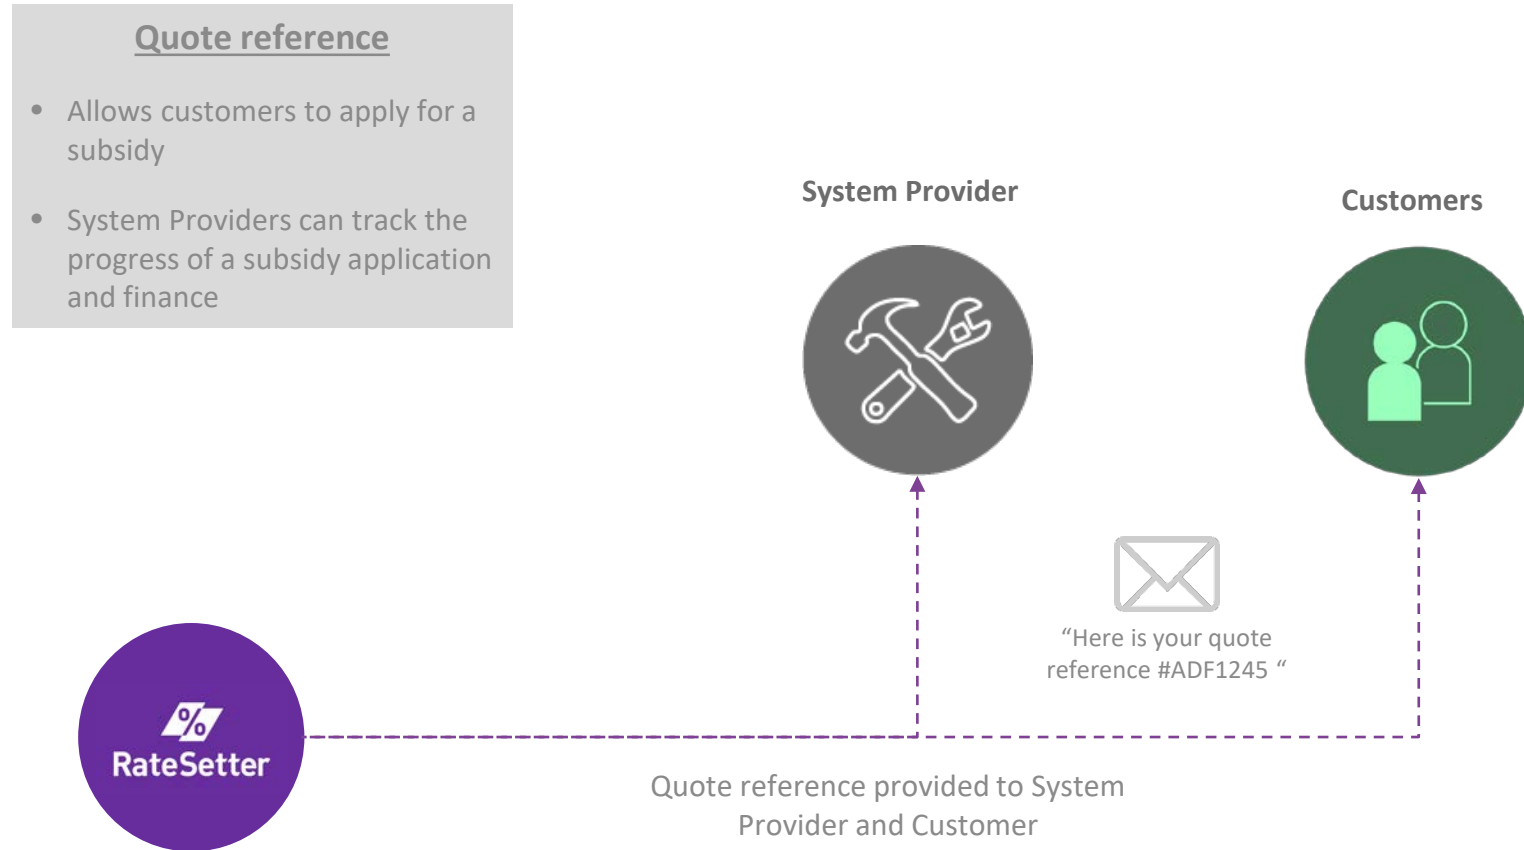 Quote reference
• Allows customers to apply for a
subsidy
• System Providers can track the
progress of a subsidy application
and finance
System Provider
Customers
“Here is your quote
reference #ADF1245 “
%
RateSetter
Quote reference provided to System
Provider and Customer